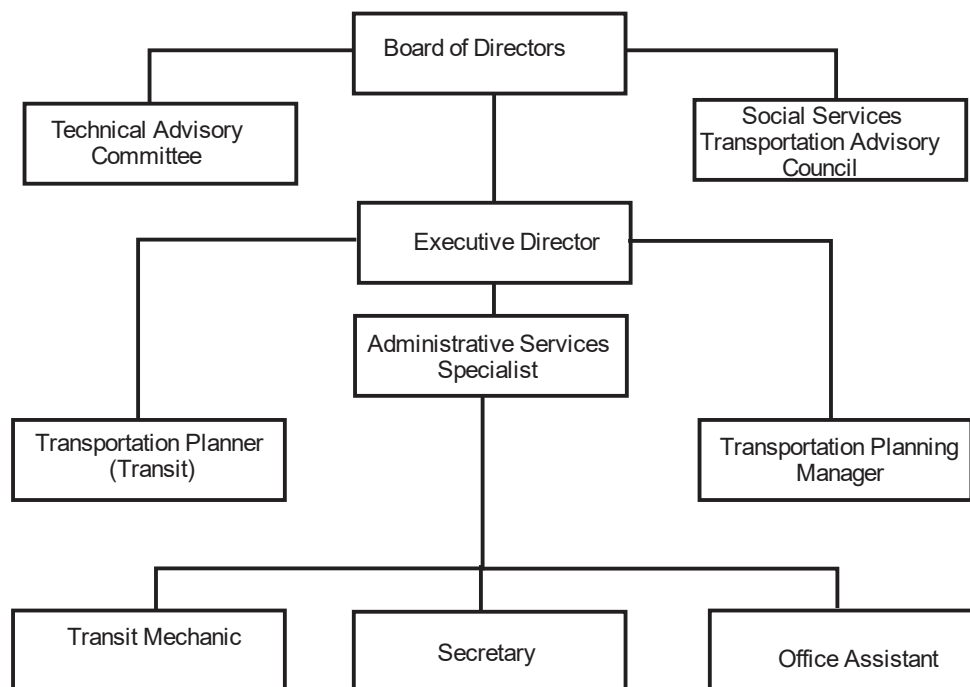 Board of Directors
Technical Advisory
Committee
Social Services
Transportation Advisory
Council
Executive Director
Administrative Services
Specialist
Transportation Planner
(Transit)
Transportation Planning
Manager
Transit Mechanic
Secretary
Office Assistant